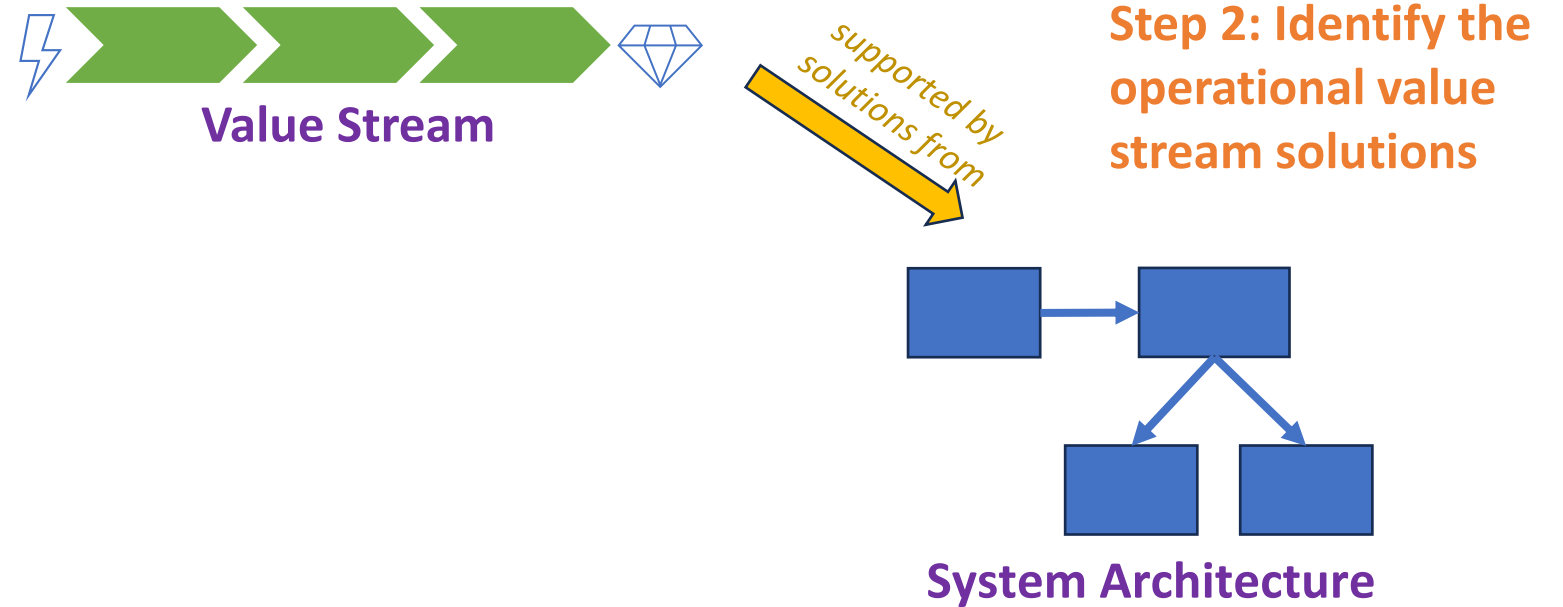 Value Stream
supported by
solutions from
Step 2: Identify the
operational value
stream solutions
System Architecture